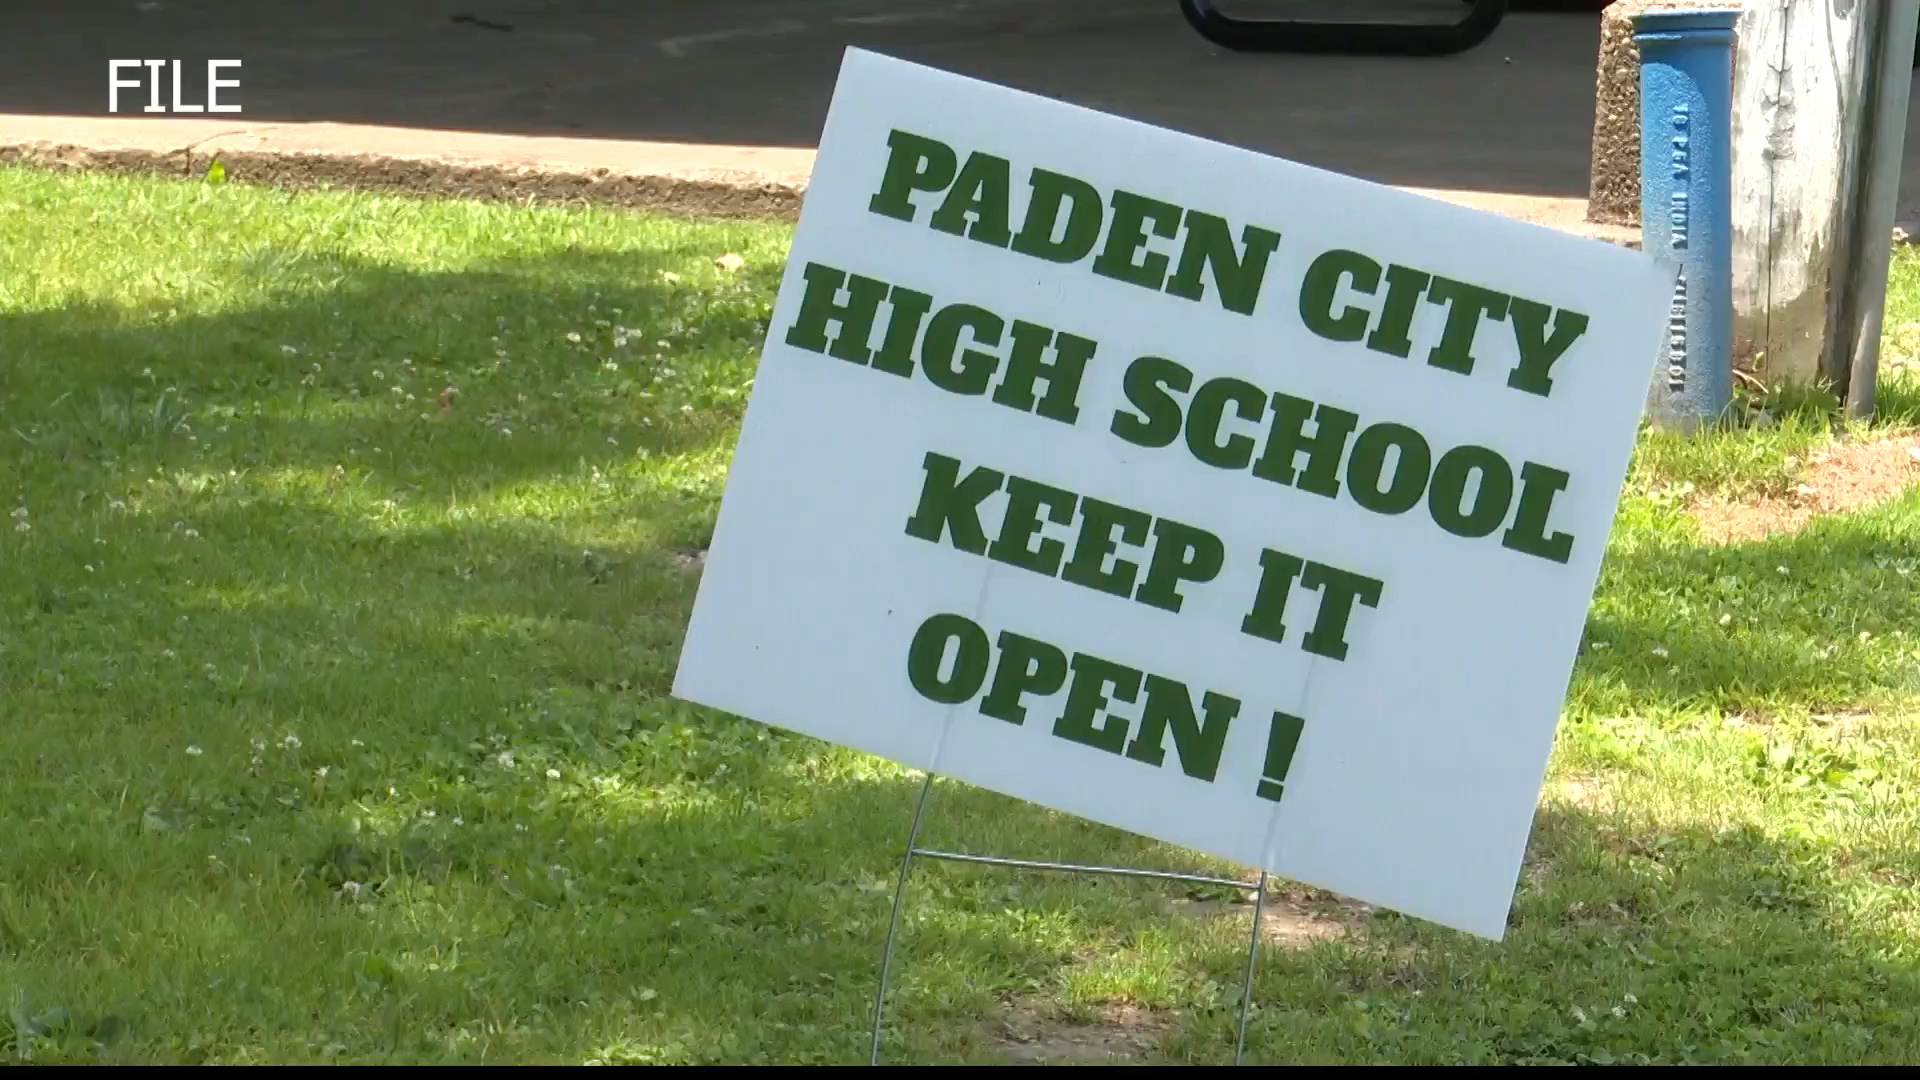 FILE
PADEN CITY
HIGH SCHOOL
KEEP IT
OPEN !